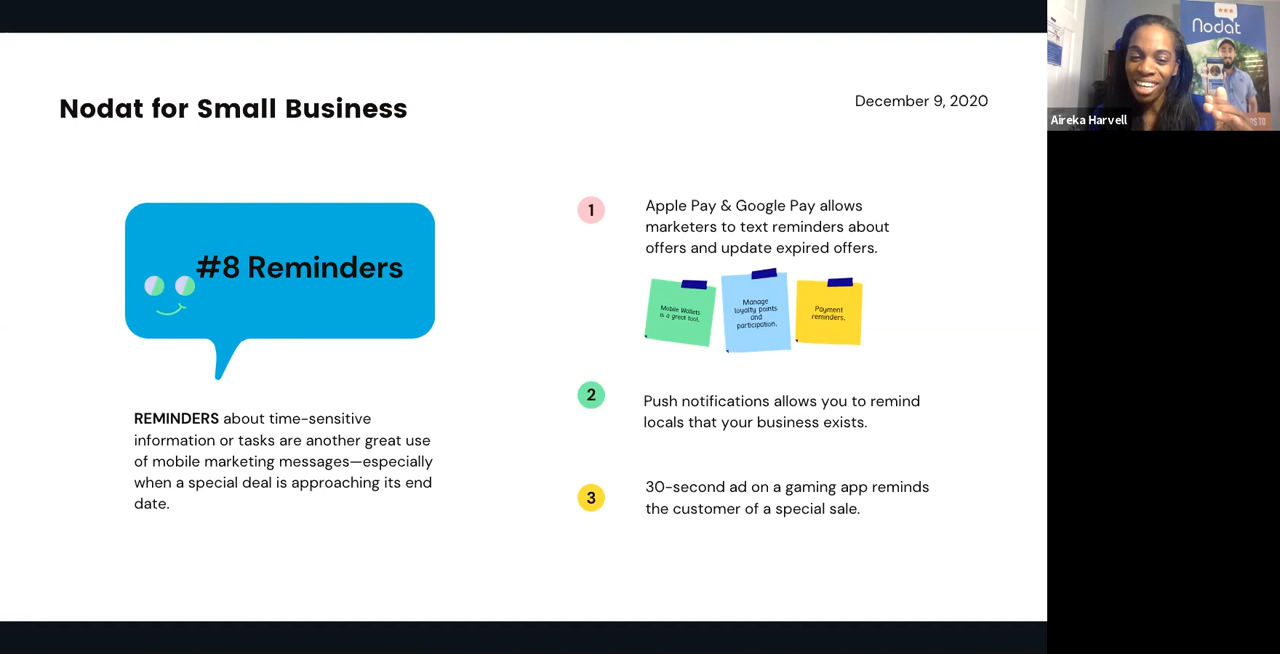 Nodat for Small Business
December 9, 2020
#8 Reminders
REMINDERS about time-sensitive
information or tasks are another great use
of mobile marketing messages—especially
when a special deal is approaching its end
date.
1
Apple Pay & Google Pay allows
marketers to text reminders about
offers and update expired offers.
Mobile Wallets
is a great tool.
Manage
loyalty points
and
participation.
Payment
reminders.
2
Push notifications allows you to remind
locals that your business exists.
3
30-second ad on a gaming app reminds
the customer of a special sale.
Nodat
Aireka Harvell